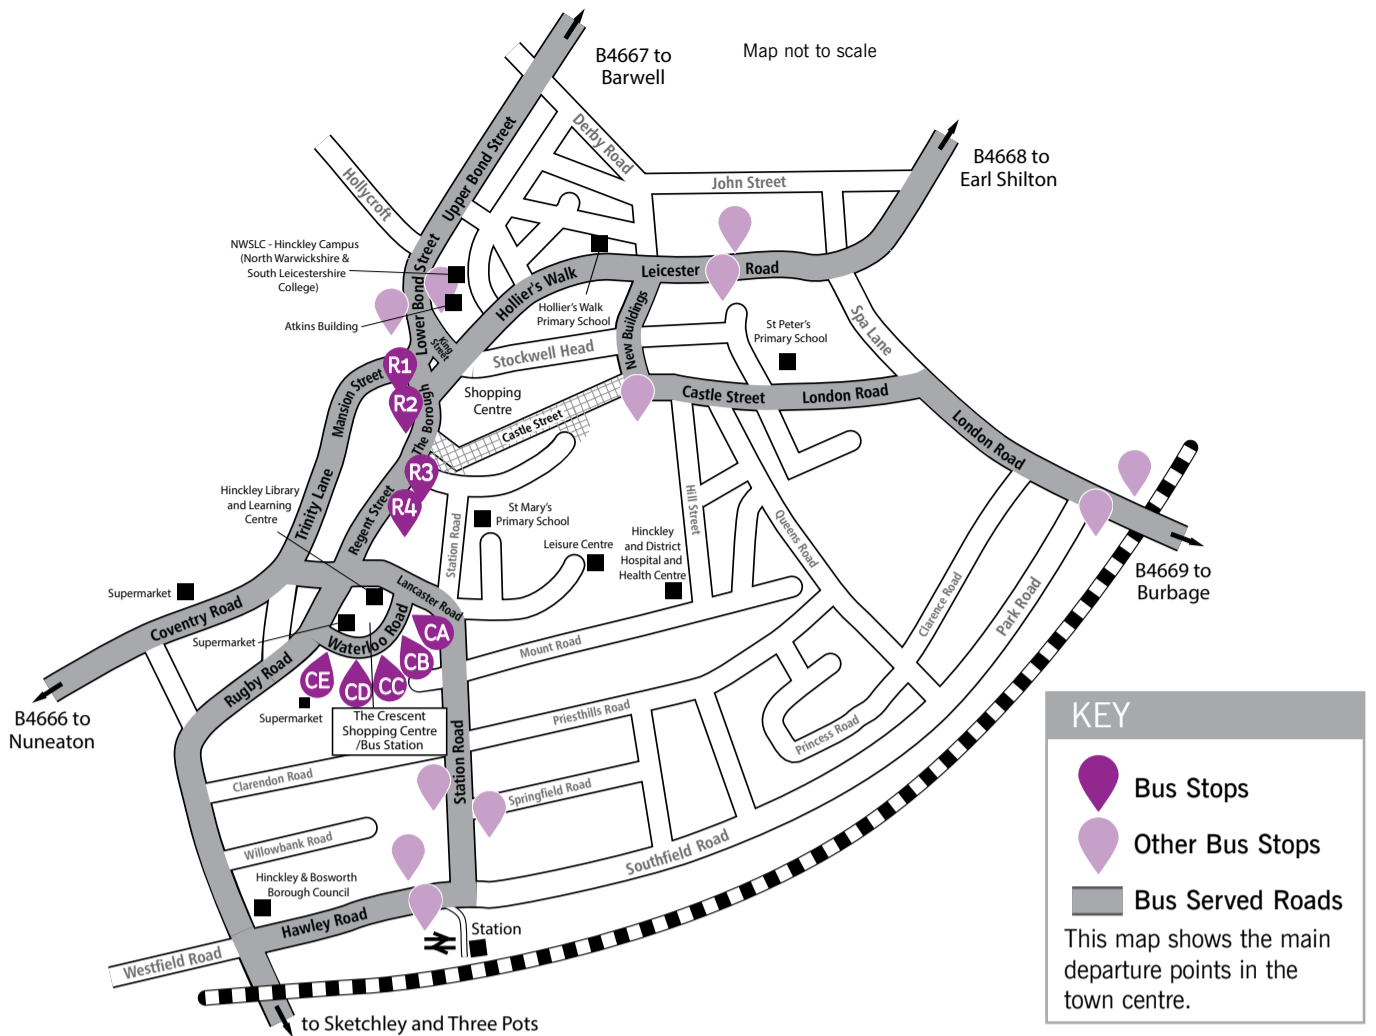 Map not to scale
B4667 to
Barwell
B4668 to
Earl Shilton
Derby Road
John Street
Hollycroft
Upper Bond Street
Lower Bond Street
NWSLC - Hinckley Campus
(North Warwickshire &
South Leicestershire
College)
Atkins Building
King
Street
Hollier's Walk
Hollier's Walk
Primary School
Leicester Road
New Buildings
Stockwell Head
St Peter's
Primary School
Spa Lane
Mansion Street
R1
R2
The Borough
Shopping
Centre
Castle Street
Castle Street
London Road
London Road
R3
R4
Regent Street
Trinity Lane
Hinckley Library
and Learning
Centre
Station Road
St Mary's
Primary School
Leisure Centre
Hinckley
and District
Hospital and
Health Centre
Hill Street
Queens Road
Clarence Road
Park Road
B4669 to
Burbage
Supermarket
Coventry Road
Supermarket
Lancaster Road
Waterloo Road
CA
CB
CC
CD
CE
Rugby Road
Supermarket
The Crescent
Shopping Centre
/Bus Station
B4666 to
Nuneaton
Mount Road
Priesthills Road
Princess Road
Station Road
Springfield Road
Clarendon Road
Willowbank Road
Southfield Road
Hinckley & Bosworth
Borough Council
Hawley Road
Westfield Road
Station
to Sketchley and Three Pots
KEY
Bus Stops
Other Bus Stops
Bus Served Roads
This map shows the main
departure points in the
town centre.